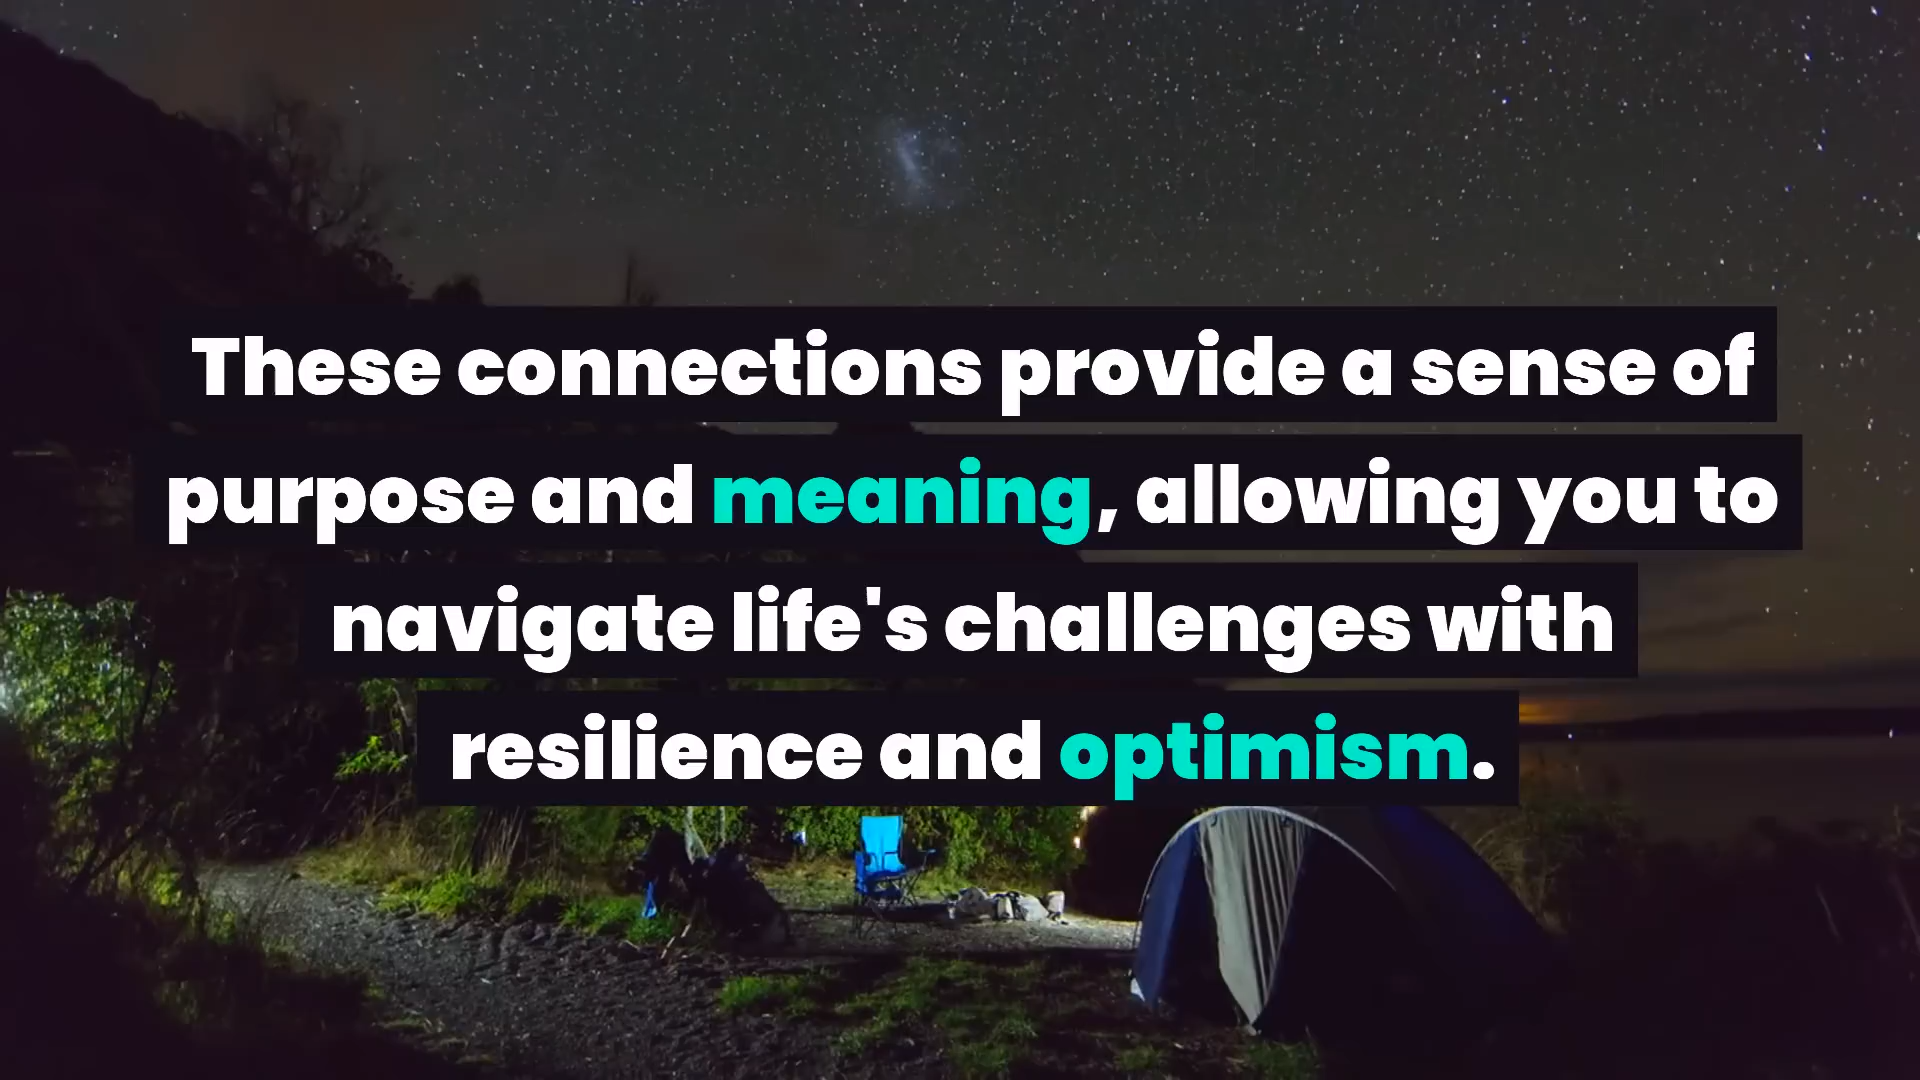 These connections provide a sense of
purpose and meaning, allowing you to
navigate life's challenges with
resilience and optimism.